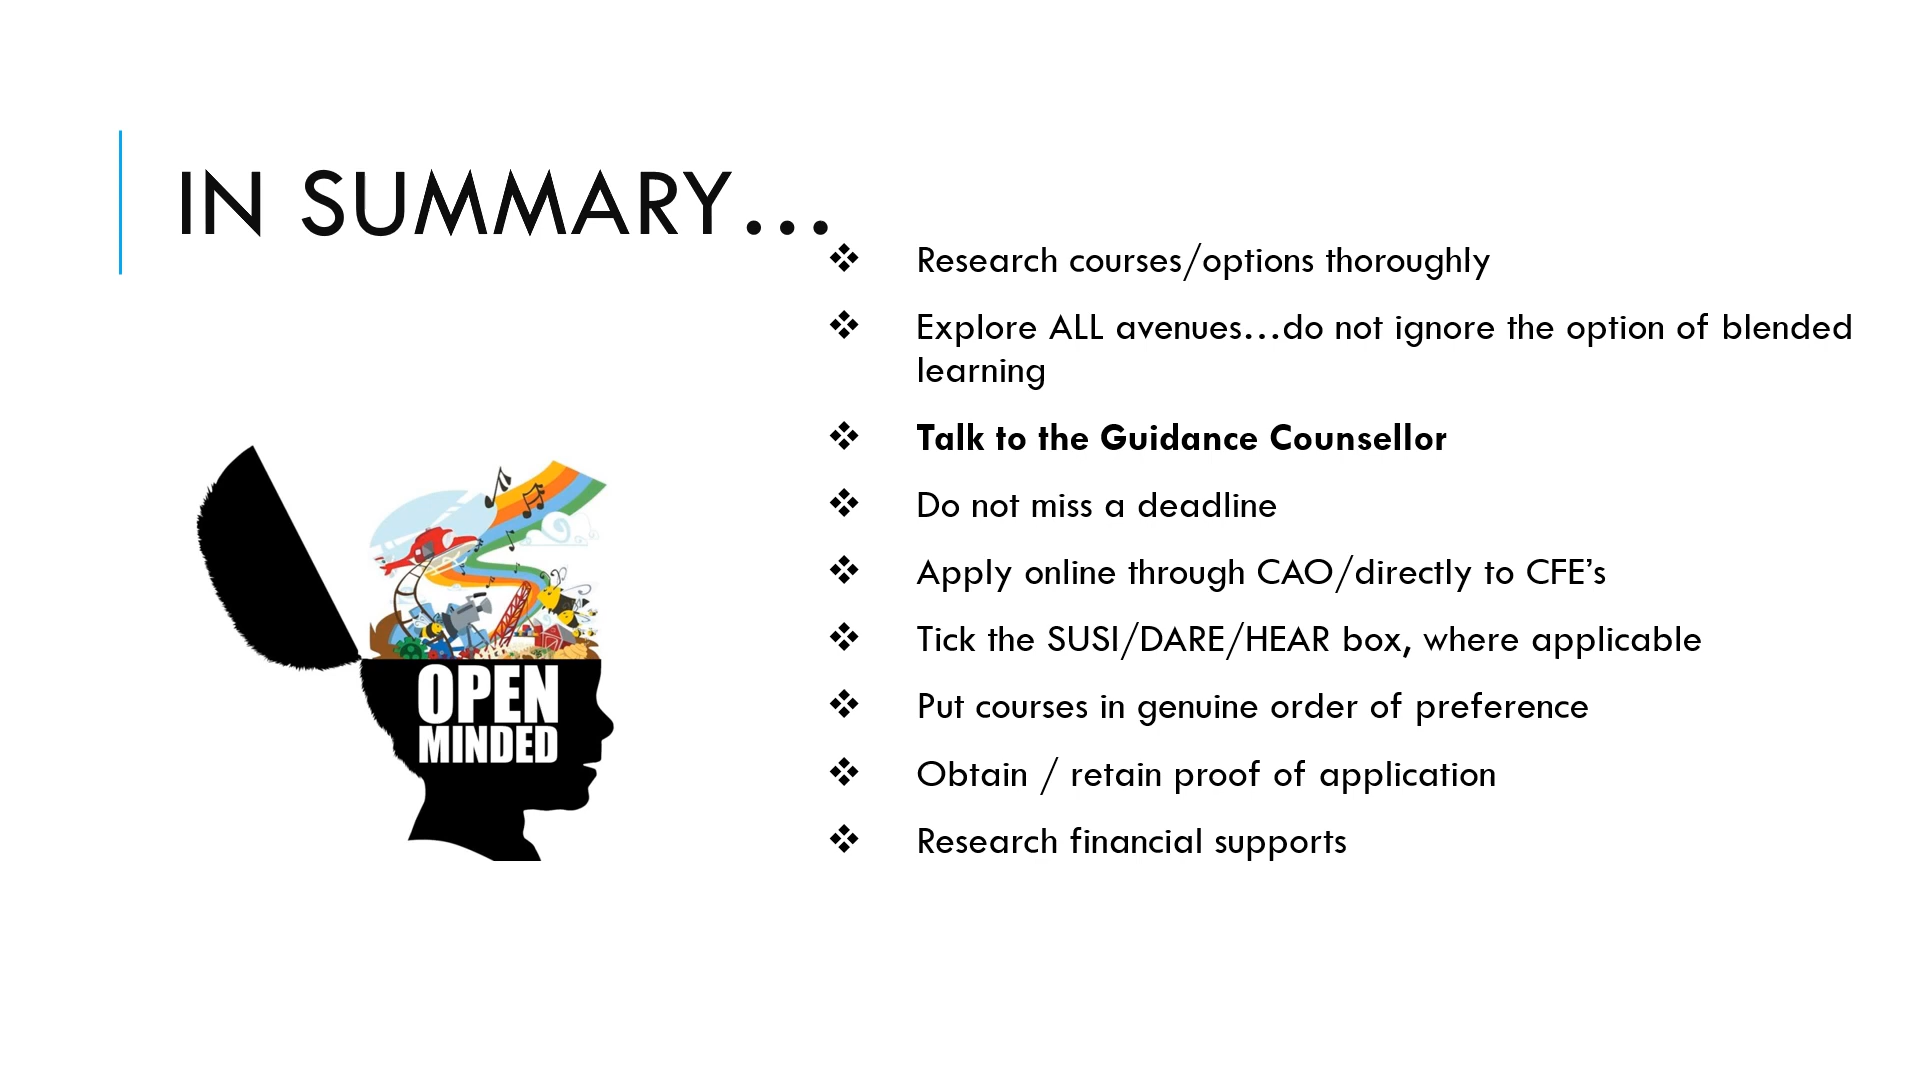 IN SUMMARY...
❖ Research courses/options thoroughly
❖ Explore ALL avenues...do not ignore the option of blended
learning
❖ Talk to the Guidance Counsellor
❖ Do not miss a deadline
❖ Apply online through CAO/directly to CFE’s
❖ Tick the SUSI/DARE/HEAR box, where applicable
❖ Put courses in genuine order of preference
❖ Obtain / retain proof of application
❖ Research financial supports
OPEN
MINDED